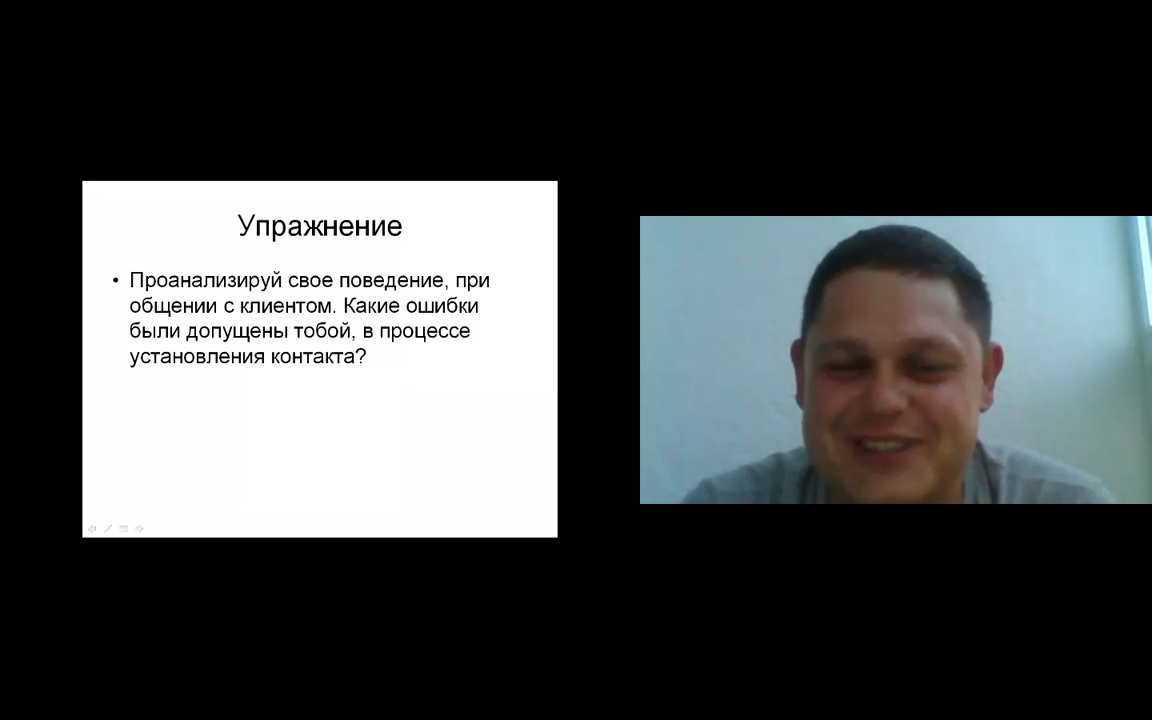 Упражнение
• Проанализируй свое поведение, при
общении с клиентом. Какие ошибки
были допущены тобой, в процессе
установления контакта?